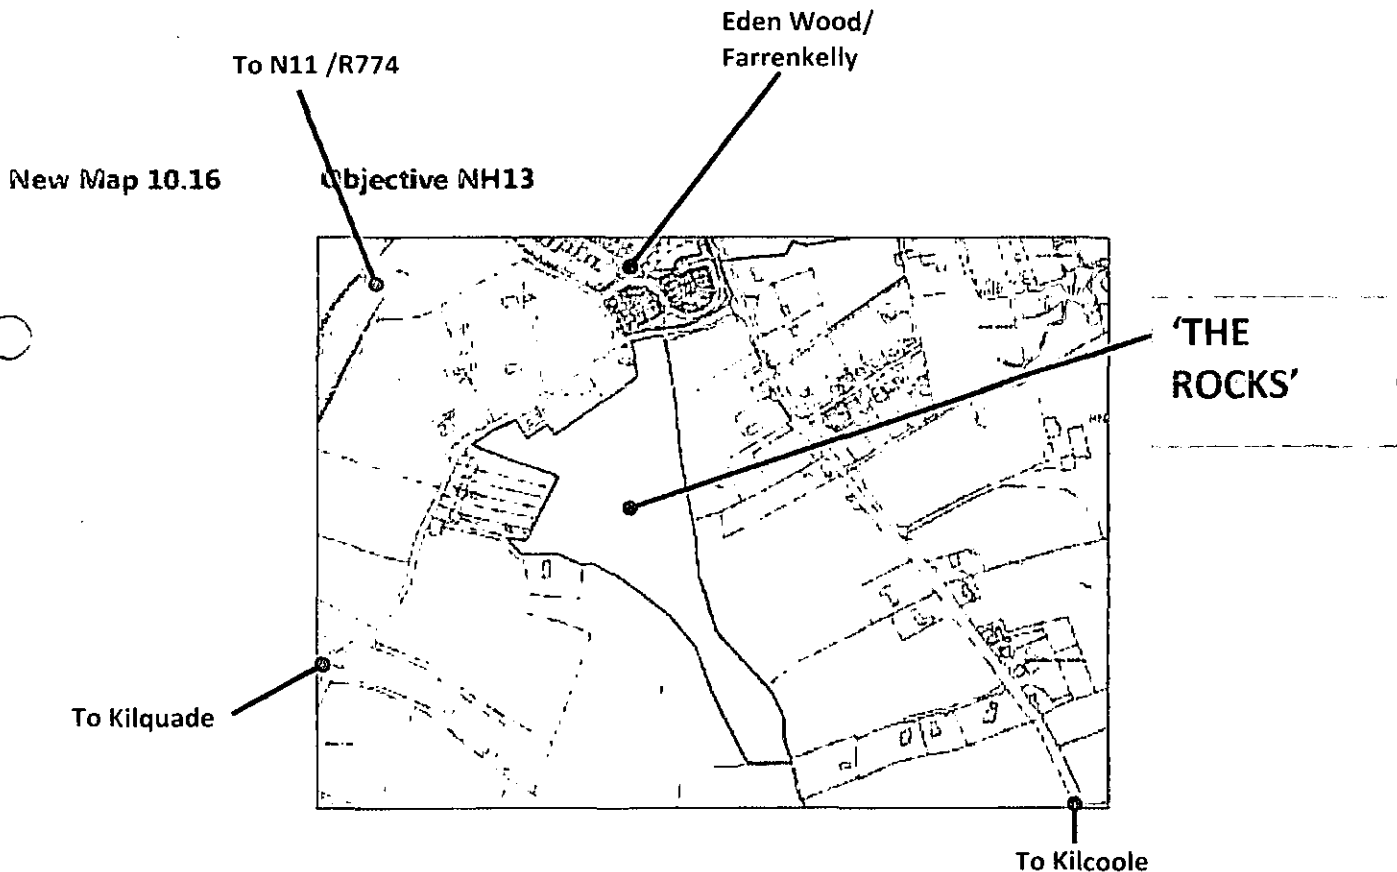 Eden Wood/
Farrenkelly
To N11 /R774
New Map 10.16 Objective NH13
'THE
ROCKS'
To Kilquade
To Kilcoole